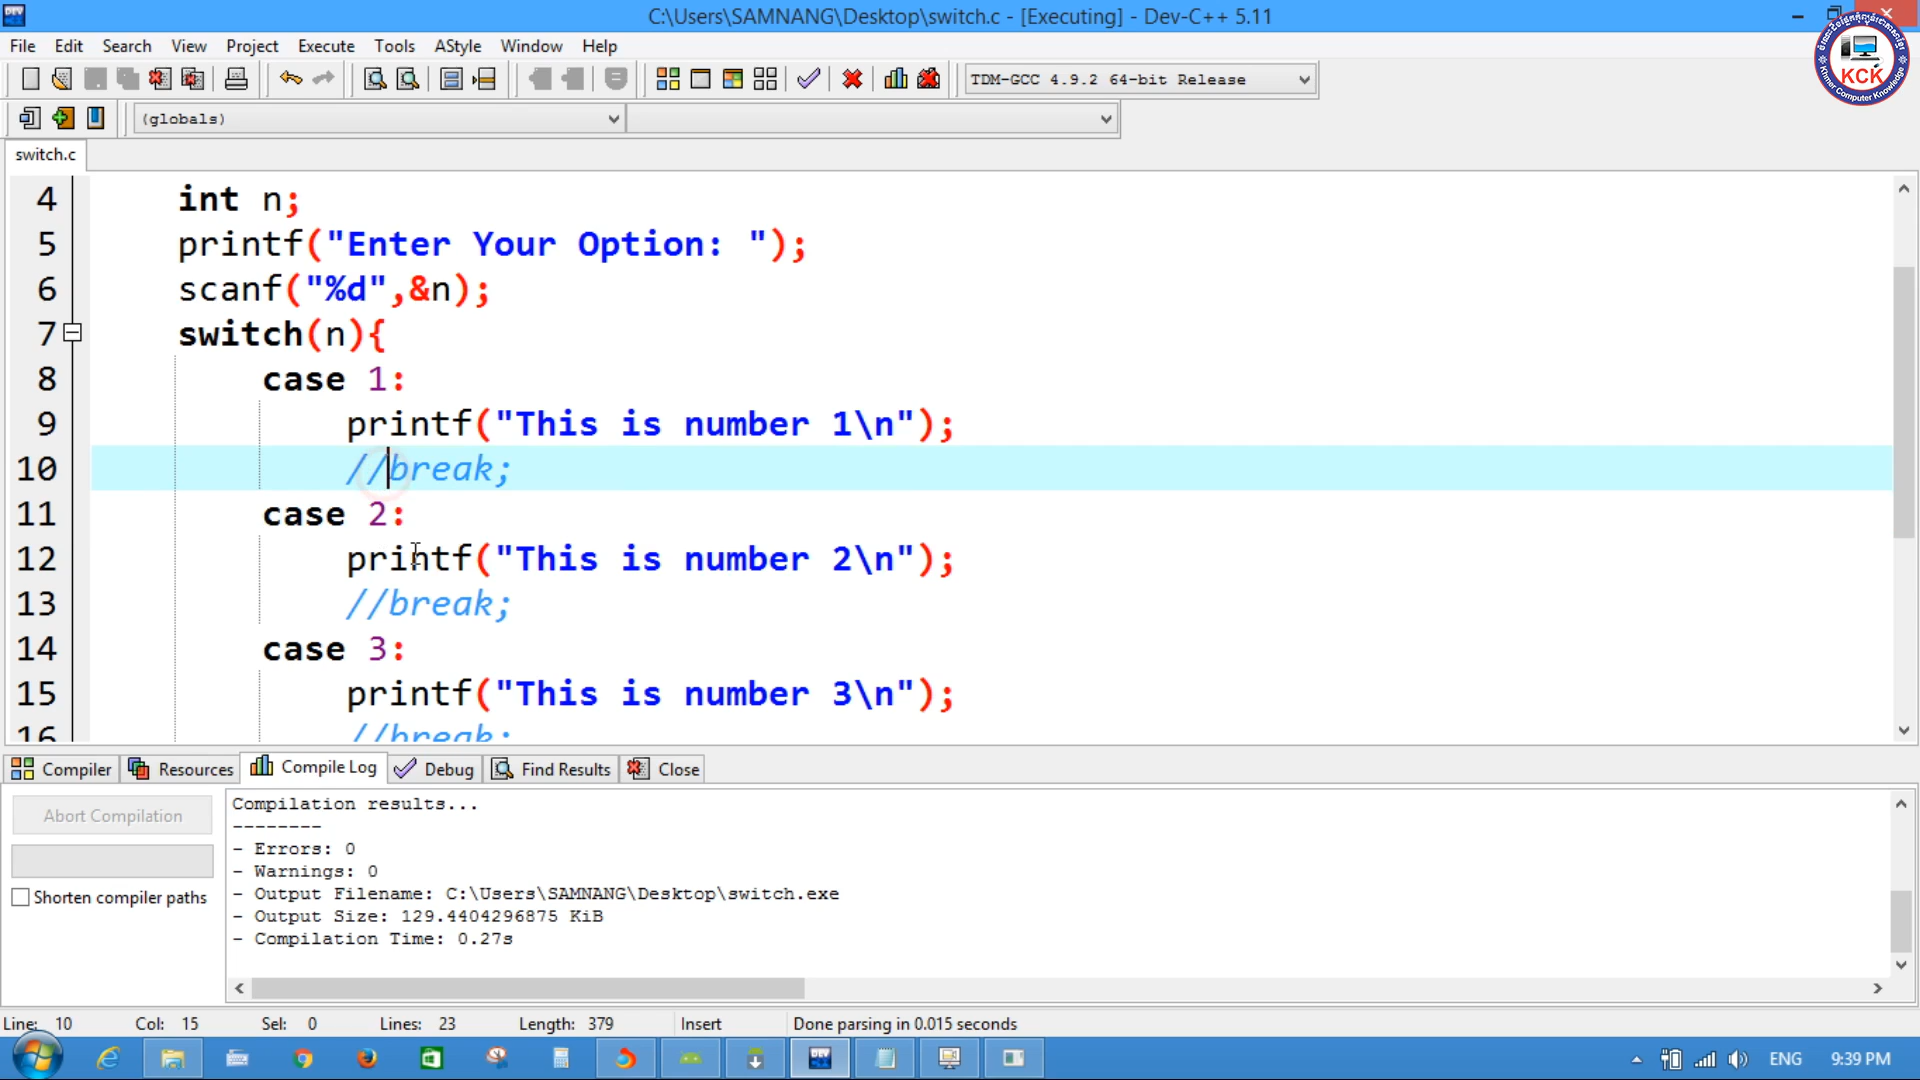 C:\Users\SAMNANG\Desktop\switch.c - [Executing] - Dev-C++ 5.11
File Edit Search View Project Execute Tools AStyle Window Help
TDM-GCC 4.9.2 64-bit Release
KCK
Khmer Computer Knowledge
(globals)
switch.c
4 int n;
5 printf("Enter Your Option: ");
6 scanf("%d",&n);
7 switch(n){
8 case 1:
9 printf("This is number 1\n");
10 //break;
11 case 2:
12 printf("This is number 2\n");
13 //break;
14 case 3:
15 printf("This is number 3\n");
16 //break;
Compiler Resources Compile Log Debug Find Results Close
Abort Compilation
Shorten compiler paths
Compilation results...
--------
- Errors: 0
- Warnings: 0
- Output Filename: C:\Users\SAMNANG\Desktop\switch.exe
- Output Size: 129.4404296875 KiB
- Compilation Time: 0.27s
Line: 10 Col: 15 Sel: 0 Lines: 23 Length: 379 Insert Done parsing in 0.015 seconds
DEV
ENG 9:39 PM